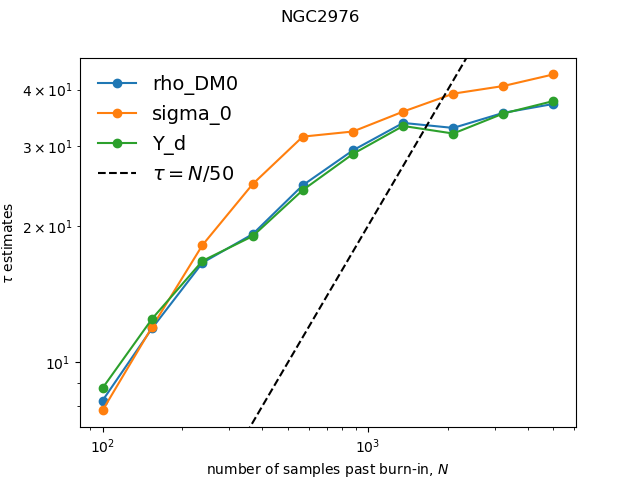 NGC2976
rho_DM0
sigma_0
Y_d
τ = N/50
4 × 10¹
3 × 10¹
2 × 10¹
10¹
τ estimates
10² 10³
number of samples past burn-in, N